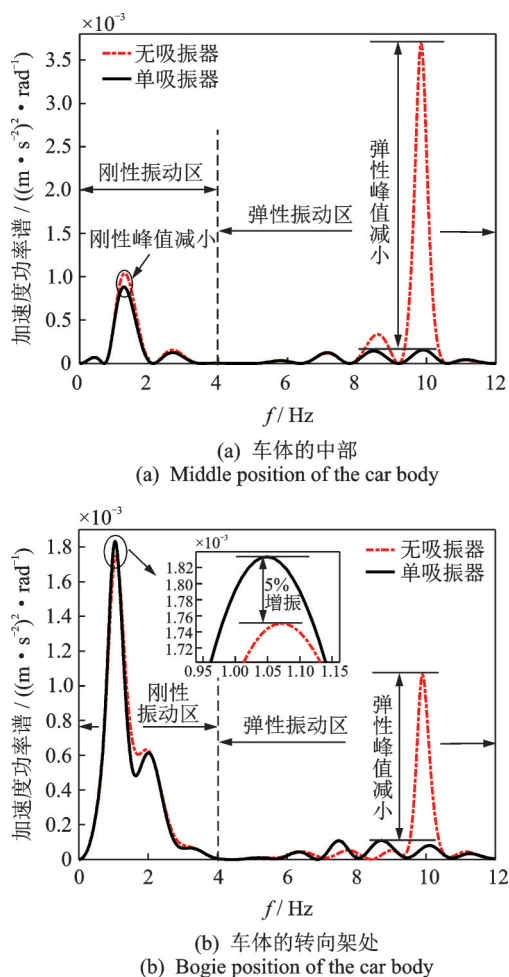 ×10⁻³
无吸振器
单吸振器
3.5
3.0
2.5
2.0
1.5
1.0
0.5
0
加速度功率谱 / ((m·s⁻²)²·rad⁻¹)
刚性振动区
弹性振动区
刚性峰值减小
弹性峰值减小
2
4
6
8
10
12
f / Hz
(a) 车体的中部
(a) Middle position of the car body
×10⁻³
无吸振器
单吸振器
1.8
1.6
1.4
1.2
1.0
0.8
0.6
0.4
0.2
0
加速度功率谱 / ((m·s⁻²)²·rad⁻¹)
×10⁻³
1.83
1.82
1.80
1.78
1.76
1.74
1.72
0.95
1.00
1.05
1.10
1.15
5%
增振
刚性
振动区
弹性振动区
弹性峰值减小
0
2
4
6
8
10
12
f / Hz
(b) 车体的转向架处
(b) Bogie position of the car body